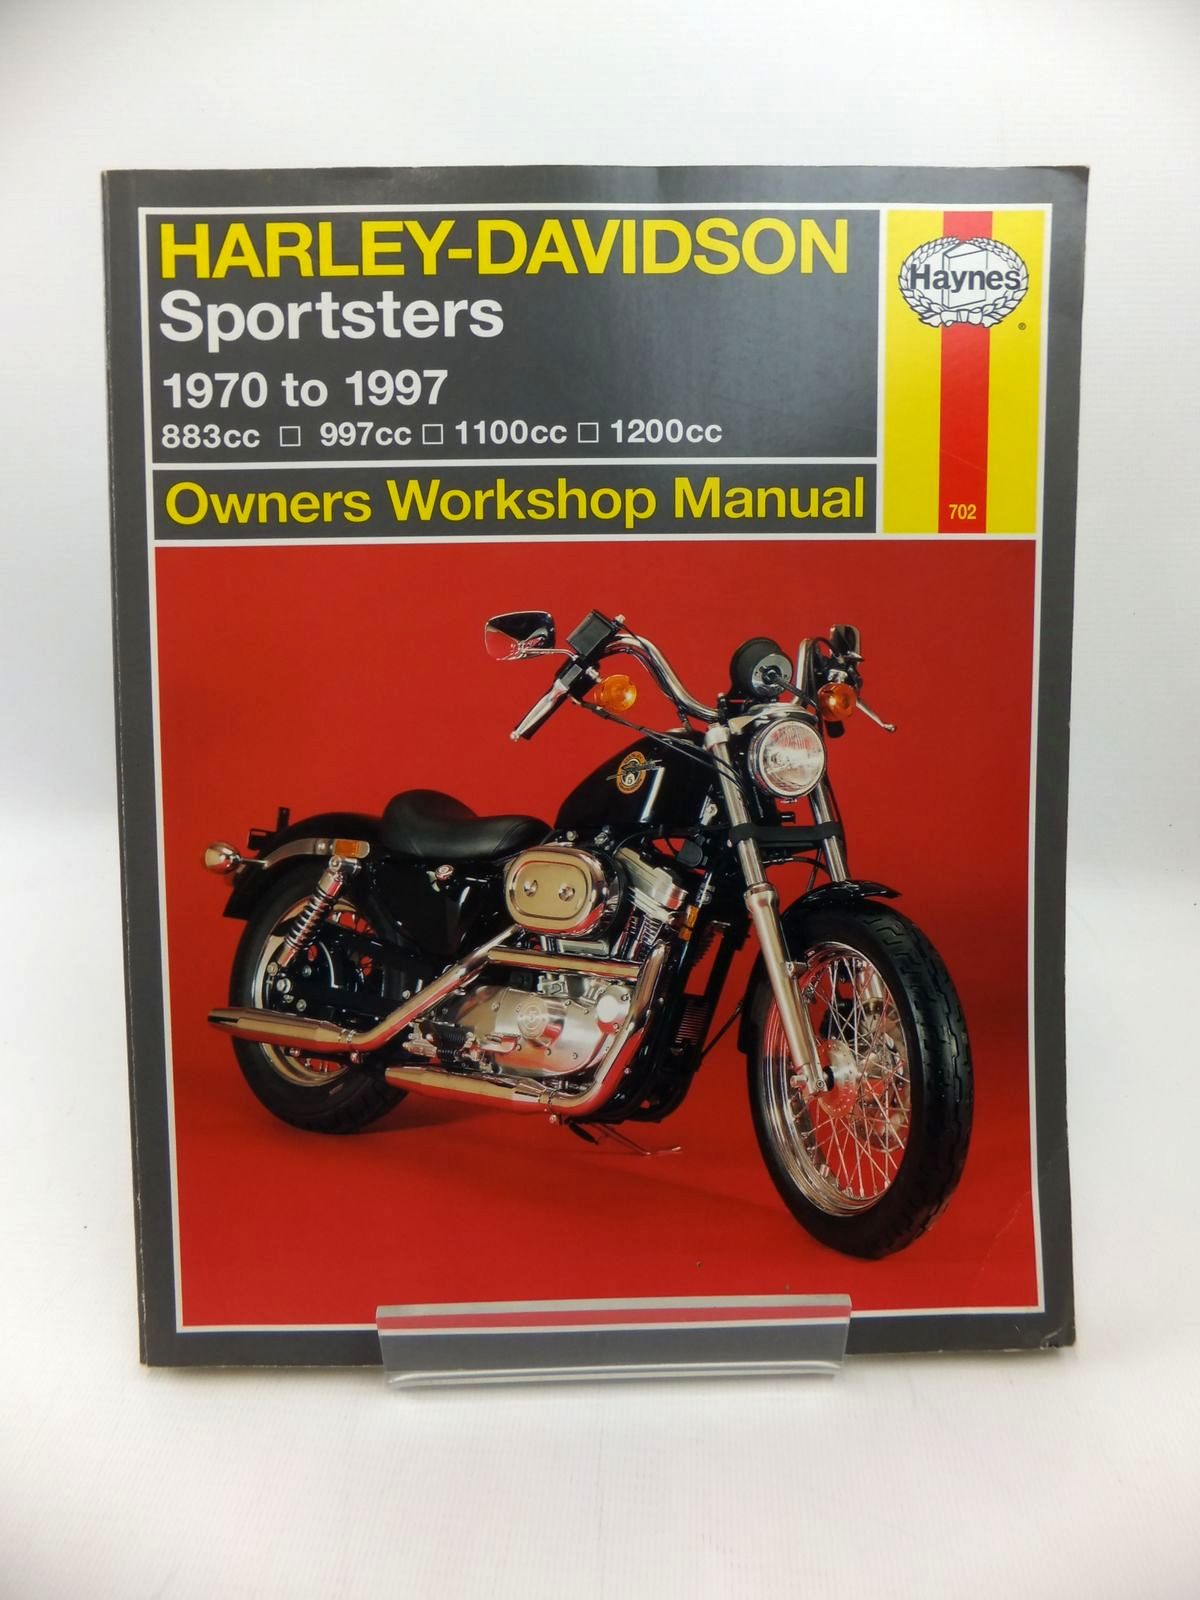 HARLEY-DAVIDSON
Sportsters
1970 to 1997
883cc □ 997cc □ 1100cc □ 1200cc
Owners Workshop Manual
Haynes
®
702